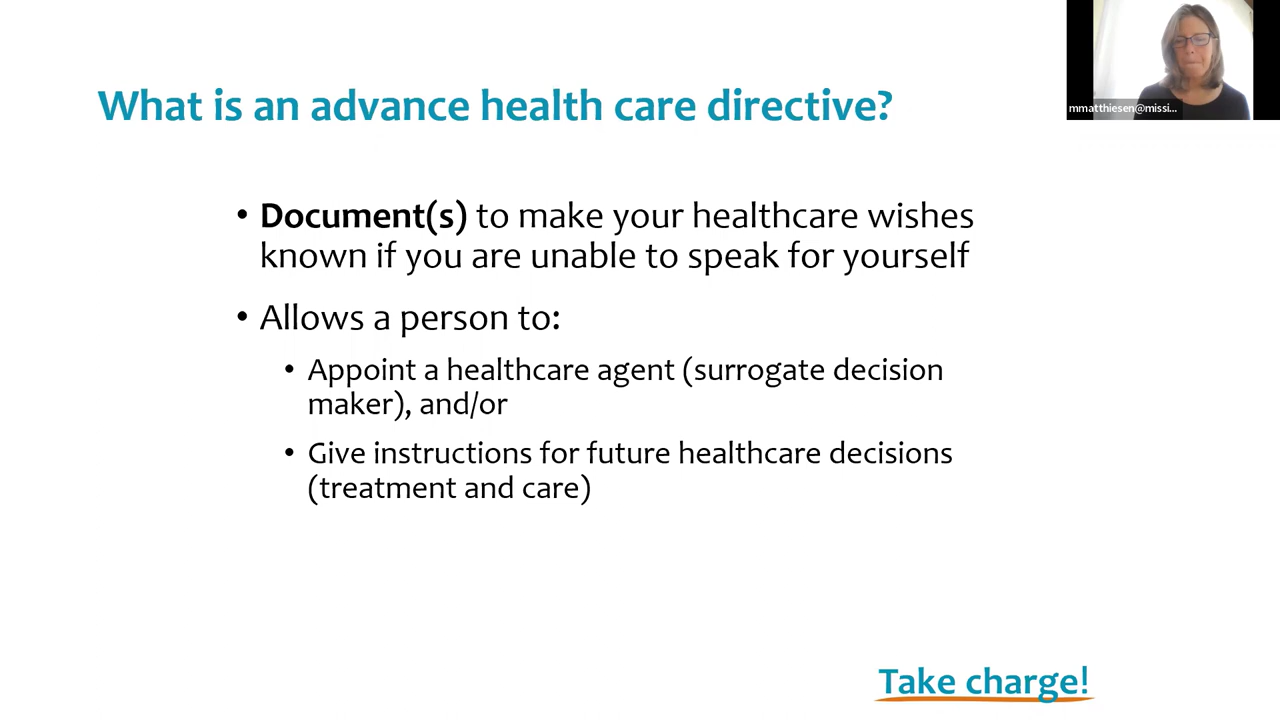 mmatthiesen@missi...
What is an advance health care directive?
• Document(s) to make your healthcare wishes
known if you are unable to speak for yourself
• Allows a person to:
• Appoint a healthcare agent (surrogate decision
maker), and/or
• Give instructions for future healthcare decisions
(treatment and care)
Take charge!